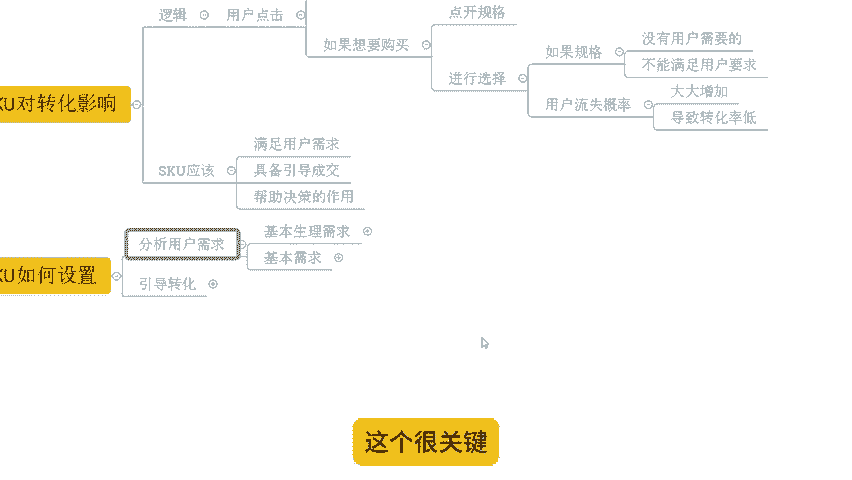 KU对转化影响
逻辑
用户点击
如果想要购买
点开规格
进行选择
如果规格
没有用户需要的
不能满足用户要求
用户流失概率
大大增加
导致转化率低
SKU应该
满足用户需求
具备引导成交
帮助决策的作用
KU如何设置
分析用户需求
基本生理需求
基本需求
引导转化
这个很关键